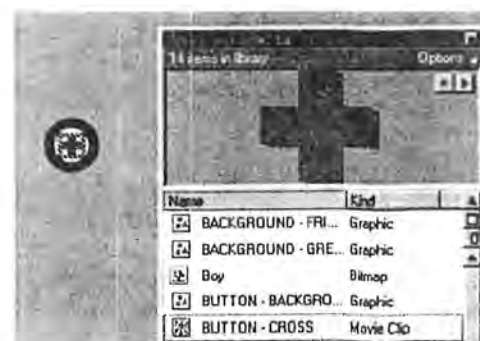 14 items in library Options
Name Kind
BACKGROUND - FRI... Graphic
BACKGROUND - GRE... Graphic
Boy Bitmap
BUTTON - BACKGRO... Graphic
BUTTON - CROSS Movie Clip